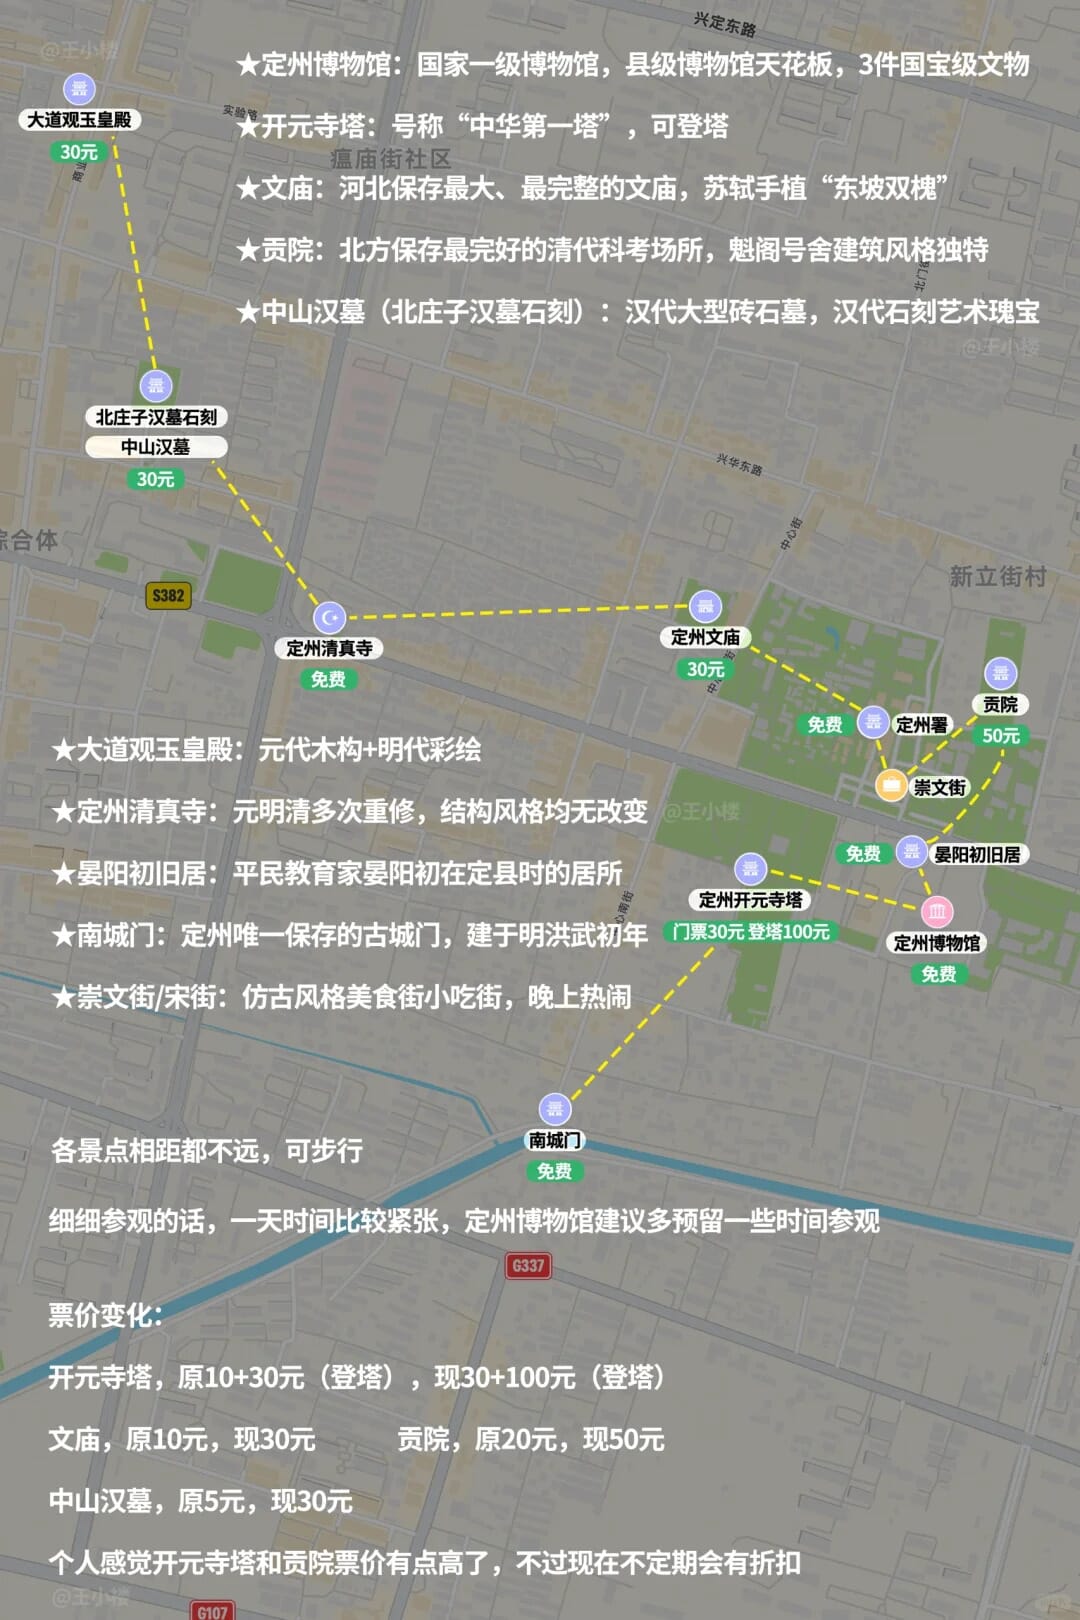 兴定东路
@王小楼
★定州博物馆：国家一级博物馆，县级博物馆天花板，3件国宝级文物
大道观玉皇殿
30元
实验路
★开元寺塔：号称“中华第一塔”，可登塔
瘟庙街社区
★文庙：河北保存最大、最完整的文庙，苏轼手植“东坡双槐”
★贡院：北方保存最完好的清代科考场所，魁阁号舍建筑风格独特
★中山汉墓（北庄子汉墓石刻）：汉代大型砖石墓，汉代石刻艺术瑰宝
@王小楼
北庄子汉墓石刻
中山汉墓
30元
兴华东路
中心街
综合体
新立街村
S382
定州清真寺
免费
定州文庙
30元
贡院
50元
免费
定州署
崇文街
★大道观玉皇殿：元代木构+明代彩绘
★定州清真寺：元明清多次重修，结构风格均无改变
@王小楼
免费
晏阳初旧居
★晏阳初旧居：平民教育家晏阳初在定县时的居所
定州开元寺塔
门票30元 登塔100元
★南城门：定州唯一保存的古城门，建于明洪武初年
定州博物馆
免费
★崇文街/宋街：仿古风格美食街小吃街，晚上热闹
南城门
免费
各景点相距都不远，可步行
细细参观的话，一天时间比较紧张，定州博物馆建议多预留一些时间参观
G337
票价变化：
开元寺塔，原10+30元（登塔），现30+100元（登塔）
文庙，原10元，现30元 贡院，原20元，现50元
中山汉墓，原5元，现30元
个人感觉开元寺塔和贡院票价有点高了，不过现在不定期会有折扣
@王小楼
G107